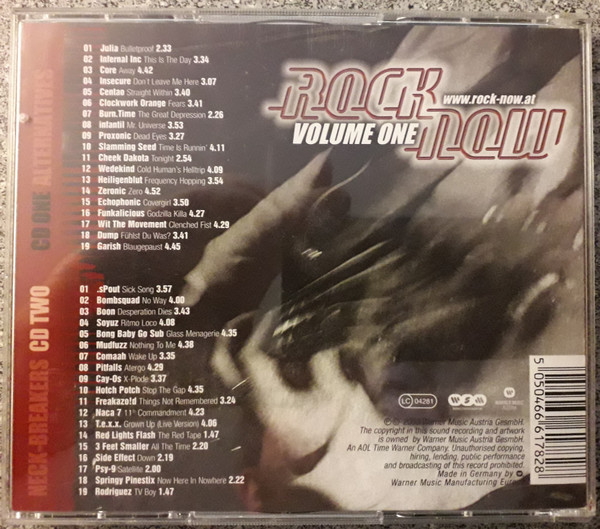 CD ONE ALTERNATIVE
01 Julia Bulletproof 2.33
02 Infernal Inc This Is The Day 3.34
03 Core Away 4.42
04 Insecure Don't Leave Me Here 3.07
05 Centao Straight Within 3.40
06 Clockwork Orange Fears 3.41
07 Burn.Time The Great Depression 2.26
08 infantil Mr. Universe 3.53
09 Proxonic Dead Eyes 3.27
10 Slamming Seed Time Is Runnin' 4.11
11 Cheek Dakota Tonight 2.54
12 Wedekind Cold Human's Helltrip 4.09
13 Heiligenblut Frequency Hopping 3.54
14 Zeronic Zero 4.52
15 Echophonic Covergirl 3.50
16 Funkalicious Godzilla Killa 4.27
17 Wit The Movement Clenched Fist 4.29
18 Dump Fühlst Du Was? 3.41
19 Garish Blaugepaust 4.45
NECK-BREAKERS CD TWO
01 .sPout Sick Song 3.57
02 Bombsquad No Way 4.00
03 Boon Desperation Dies 3.43
04 Soyuz Ritmo Loco 4.08
05 Bong Baby Go Sub Glass Menagerie 4.35
06 Mudfuzz Nothing To Me 4.38
07 Comaah Wake Up 3.35
08 Pitfalls Atergo 4.29
09 Cay-Os X-Plode 3.37
10 Hotch Potch Stop The Gap 4.35
11 Freakazo!d Things Not Remembered 3.24
12 Naca 7 11th Commandment 4.23
13 T.e.x.x. Grown Up (Live Version) 4.06
14 Red Lights Flash The Red Tape 1.47
15 3 Feet Smaller All The Time 2.20
16 Side Effect Down 2.19
17 Psy-9 Satellite 2.00
18 Springy Pinestix Now Here In Nowhere 2.22
19 Rodriguez TV Boy 1.47
ROCK
www.rock-now.at
VOLUME ONE
NOW
LC 04281
WSM
Warner Music Austria GesmbH.
The copyright in this sound recording and artwork
is owned by Warner Music Austria GesmbH.
An AOL Time Warner Company. Unauthorised copying,
hiring, lending, public performance
and broadcasting of this record prohibited.
Made in Germany by
Warner Music Manufacturing Europe
5 050466 617828